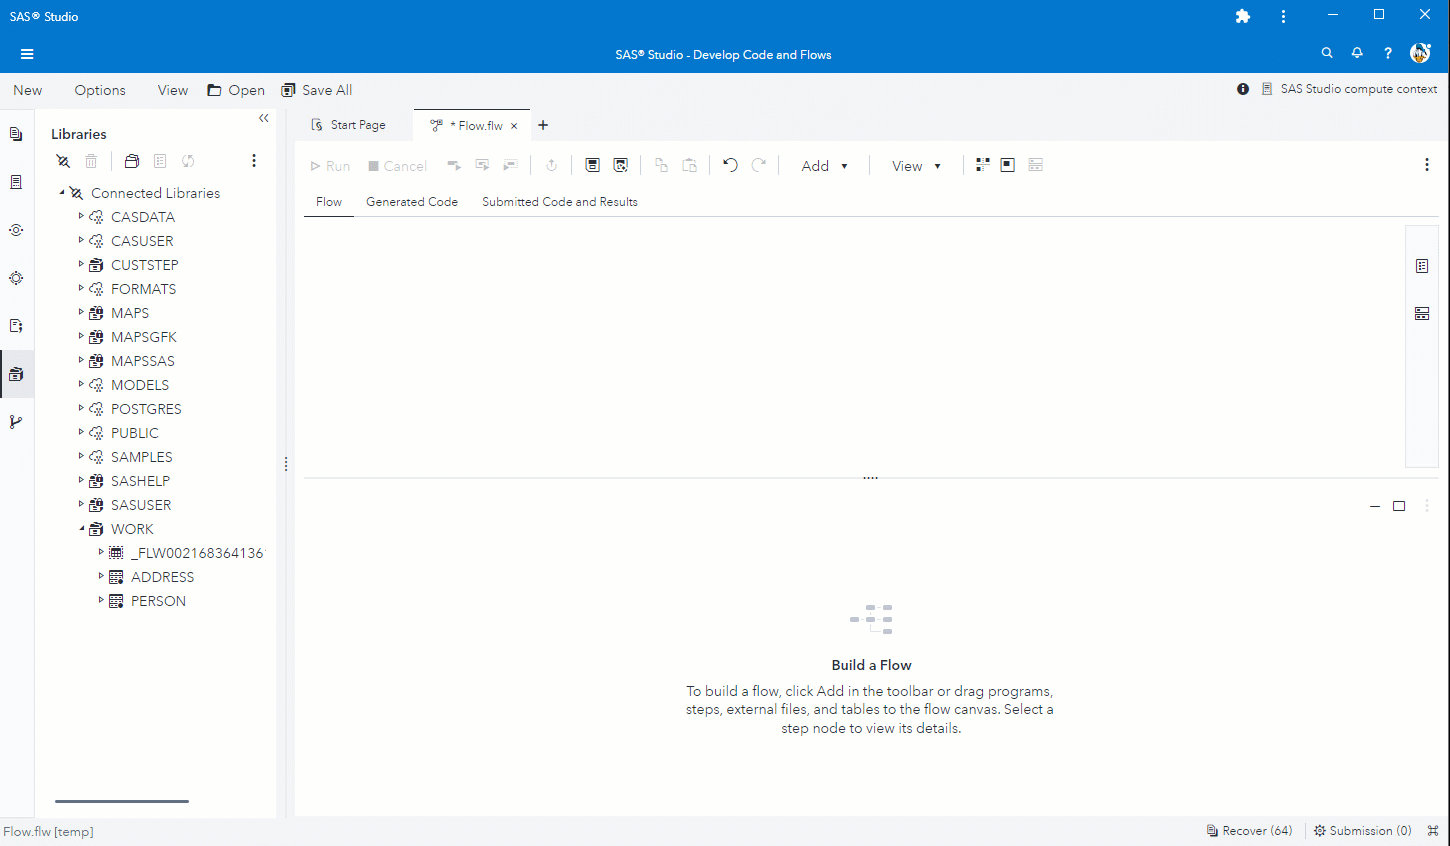 SAS® Studio
SAS® Studio - Develop Code and Flows
New Options View Open Save All
SAS Studio compute context
Libraries
Connected Libraries
CASDATA
CASUSER
CUSTSTEP
FORMATS
MAPS
MAPSGFK
MAPSSAS
MODELS
POSTGRES
PUBLIC
SAMPLES
SASHELP
SASUSER
WORK
_FLW002168364136
ADDRESS
PERSON
Start Page
* Flow.flw
Run Cancel Add View
Flow Generated Code Submitted Code and Results
Build a Flow
To build a flow, click Add in the toolbar or drag programs,
steps, external files, and tables to the flow canvas. Select a
step node to view its details.
Flow.flw [temp]
Recover (64) Submission (0)